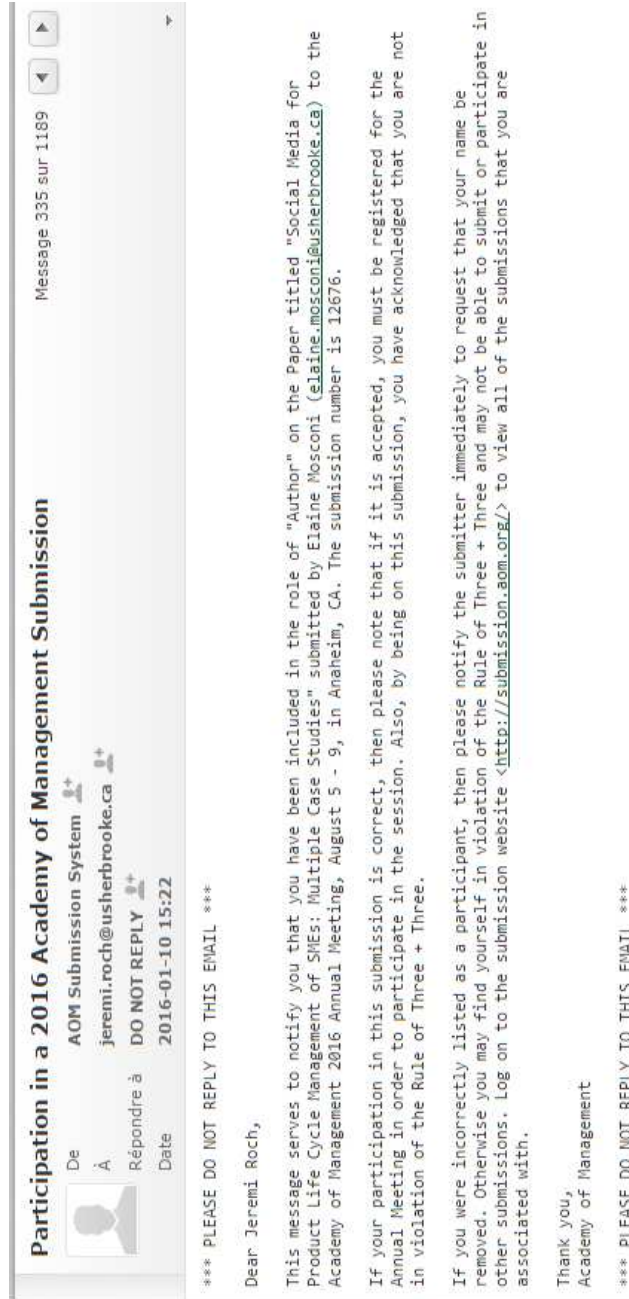 Participation in a 2016 Academy of Management Submission
Message 335 sur 1189
De AOM Submission System
À jeremi.roch@usherbrooke.ca
Répondre à DO NOT REPLY
Date 2016-01-10 15:22
*** PLEASE DO NOT REPLY TO THIS EMAIL ***
Dear Jeremi Roch,
This message serves to notify you that you have been included in the role of "Author" on the Paper titled "Social Media for
Product Life Cycle Management of SMEs: Multiple Case Studies" submitted by Elaine Mosconi (elaine.mosconi@usherbrooke.ca) to the
Academy of Management 2016 Annual Meeting, August 5 - 9, in Anaheim, CA. The submission number is 12676.
If your participation in this submission is correct, then please note that if it is accepted, you must be registered for the
Annual Meeting in order to participate in the session. Also, by being on this submission, you have acknowledged that you are not
in violation of the Rule of Three + Three.
If you were incorrectly listed as a participant, then please notify the submitter immediately to request that your name be
removed. Otherwise you may find yourself in violation of the Rule of Three + Three and may not be able to submit or participate in
other submissions. Log on to the submission website <http://submission.aom.org/> to view all of the submissions that you are
associated with.
Thank you,
Academy of Management
*** PLEASE DO NOT REPLY TO THIS EMAIL ***